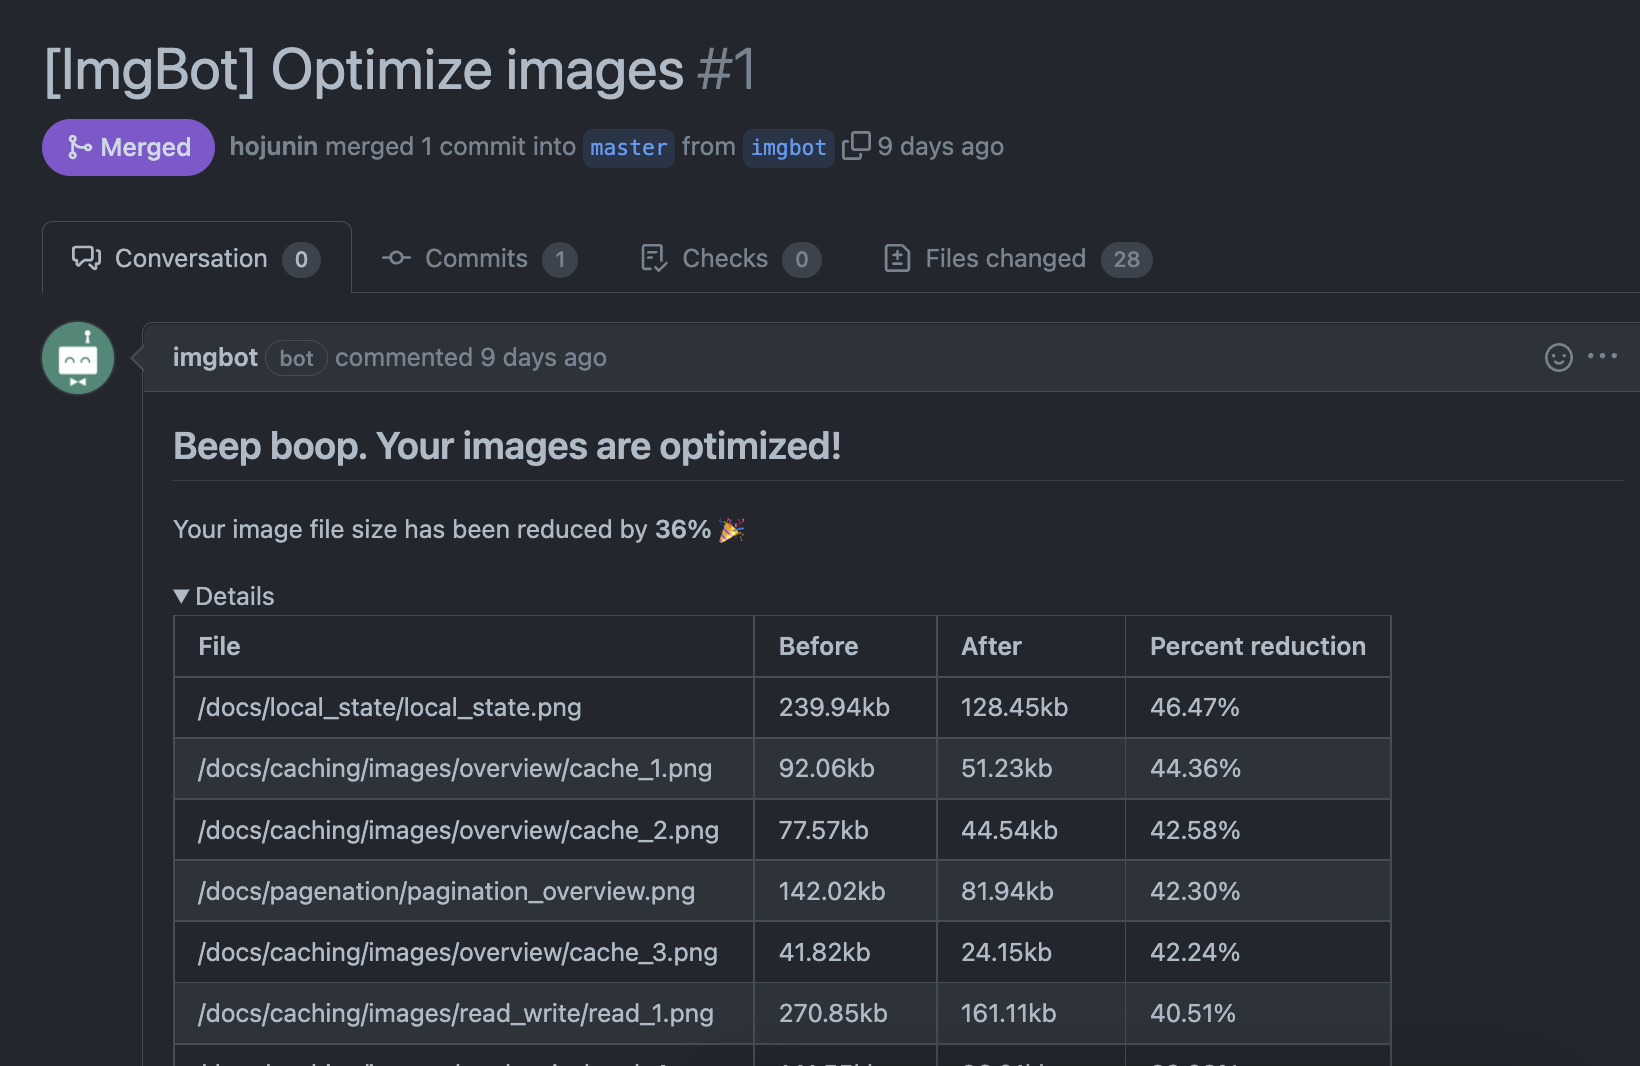 [ImgBot] Optimize images #1
Merged hojunin merged 1 commit into master from imgbot 9 days ago
Conversation 0 Commits 1 Checks 0 Files changed 28
imgbot bot commented 9 days ago
Beep boop. Your images are optimized!
Your image file size has been reduced by 36% 🎉
▼ Details
File Before After Percent reduction
/docs/local_state/local_state.png 239.94kb 128.45kb 46.47%
/docs/caching/images/overview/cache_1.png 92.06kb 51.23kb 44.36%
/docs/caching/images/overview/cache_2.png 77.57kb 44.54kb 42.58%
/docs/pagenation/pagination_overview.png 142.02kb 81.94kb 42.30%
/docs/caching/images/overview/cache_3.png 41.82kb 24.15kb 42.24%
/docs/caching/images/read_write/read_1.png 270.85kb 161.11kb 40.51%